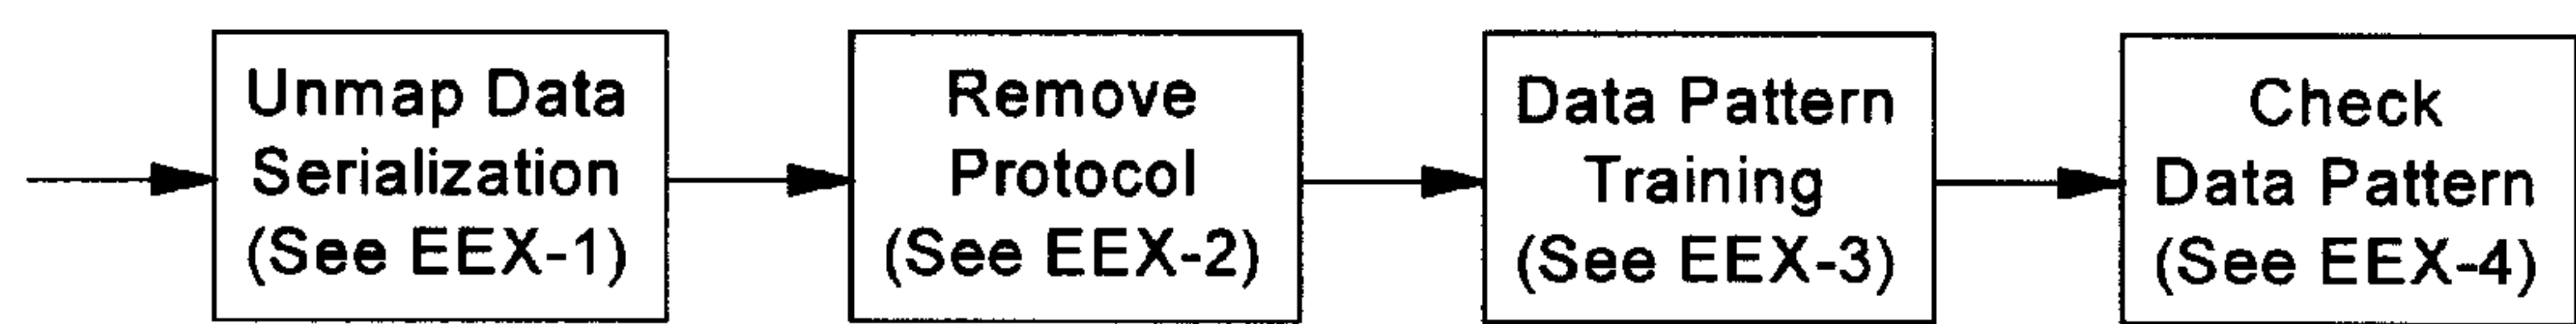 Unmap Data
Serialization
(See EEX-1)
Remove
Protocol
(See EEX-2)
Data Pattern
Training
(See EEX-3)
Check
Data Pattern
(See EEX-4)